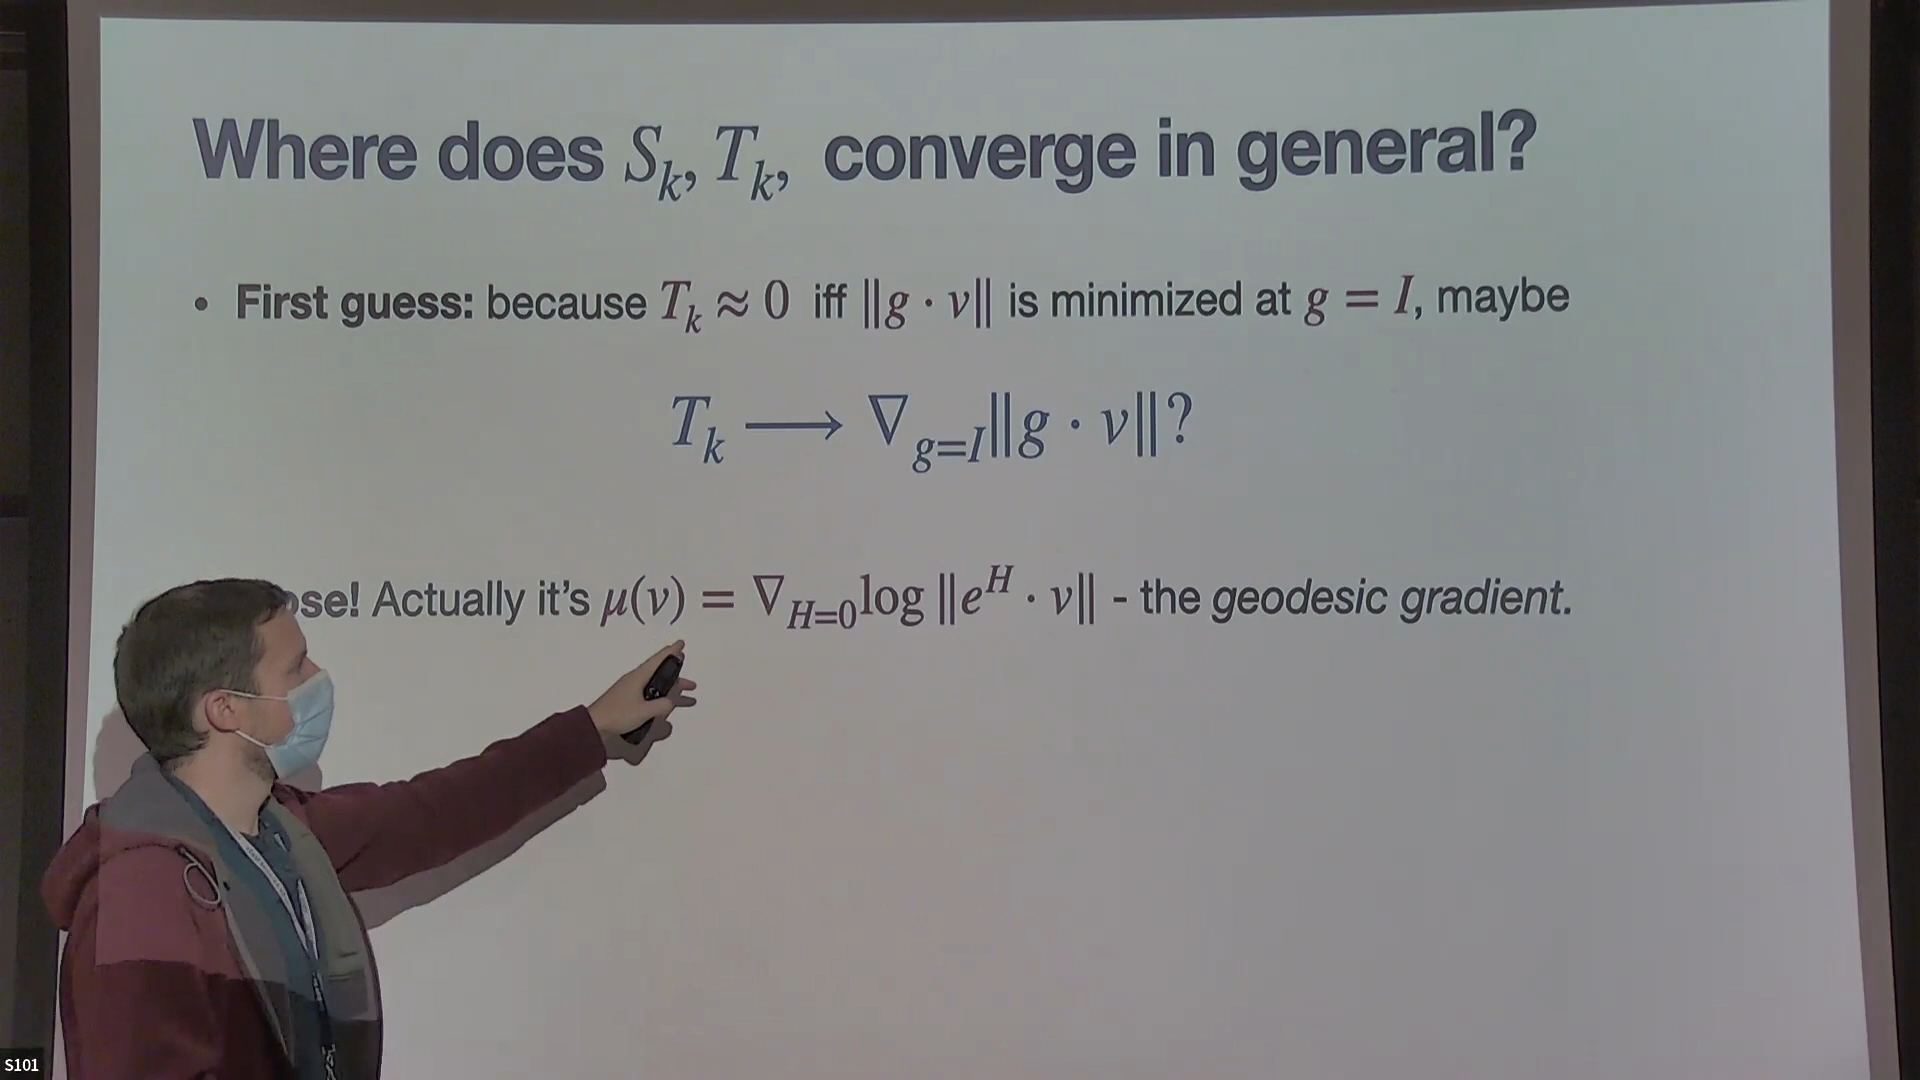 Where does S_k, T_k, converge in general?
• First guess: because T_k ≈ 0 iff ||g · v|| is minimized at g = I, maybe
T_k ⟶ ∇_{g=I}||g · v||?
ose! Actually it's μ(v) = ∇_{H=0}log ||e^H · v|| - the geodesic gradient.
S101